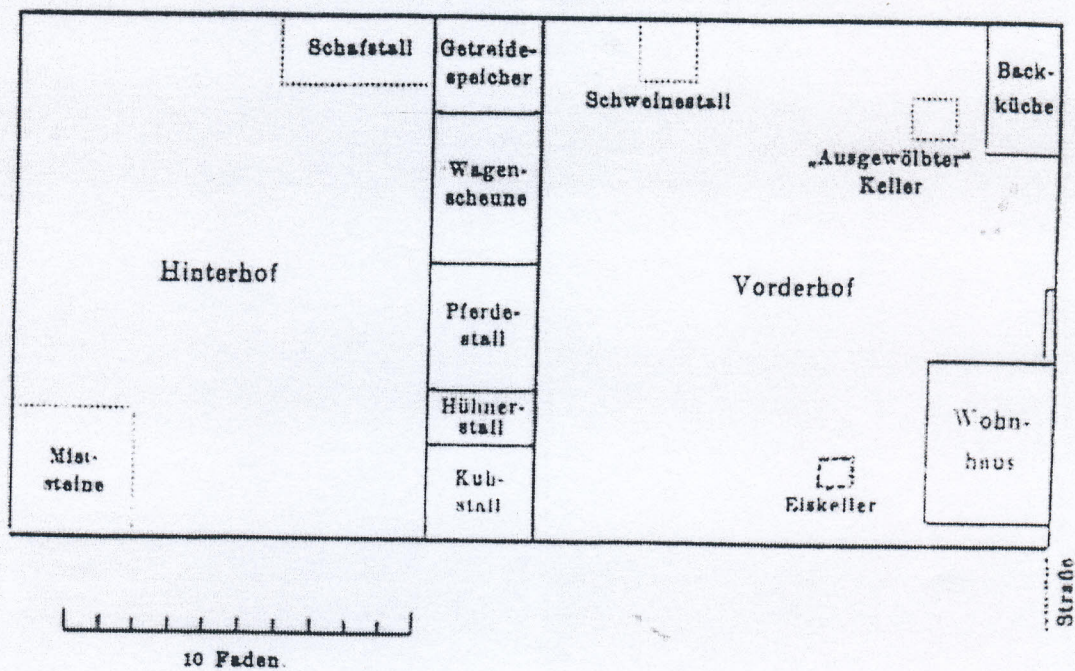 Schafstall
Getreide-
speicher
Schweinestall
Back-
küche
„Ausgewölbter“
Keller
Wagen-
scheune
Hinterhof
Vorderhof
Pferde-
stall
Hühner-
stall
Wohn-
haus
Mist-
steine
Kuh-
stall
Eiskeller
Straße
10 Faden